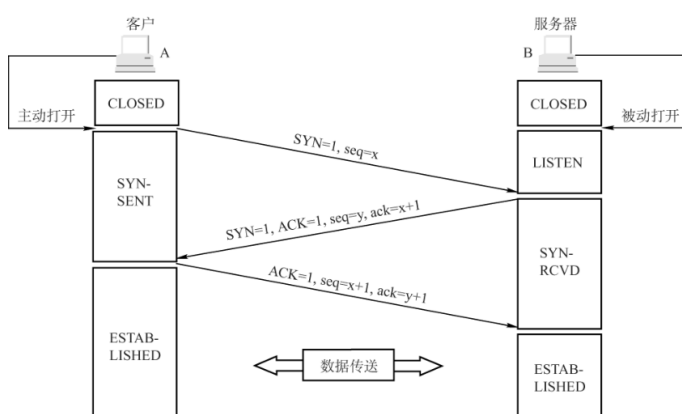 客户
服务器
A
B
CLOSED
CLOSED
主动打开
被动打开
SYN=1, seq=x
LISTEN
SYN-
SENT
SYN=1, ACK=1, seq=y, ack=x+1
SYN-
RCVD
ACK=1, seq=x+1, ack=y+1
ESTAB-
LISHED
数据传送
ESTAB-
LISHED